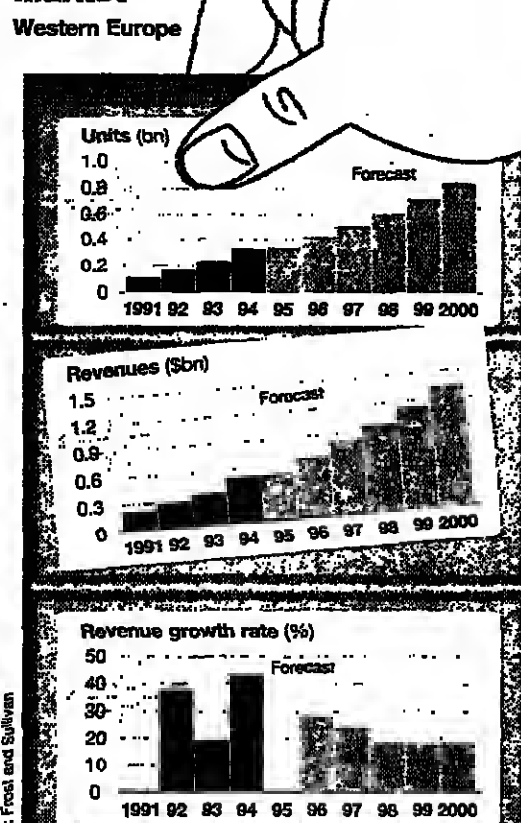 Western Europe
Units (bn)
1.0
0.8
0.6
0.4
0.2
0
Forecast
1991 92 93 94 95 96 97 98 99 2000
Revenues ($bn)
1.5
1.2
0.9
0.6
0.3
0
Forecast
1991 92 93 94 95 96 97 98 99 2000
Revenue growth rate (%)
50
40
30
20
10
0
Forecast
1991 92 93 94 95 96 97 98 99 2000
: Frost and Sullivan